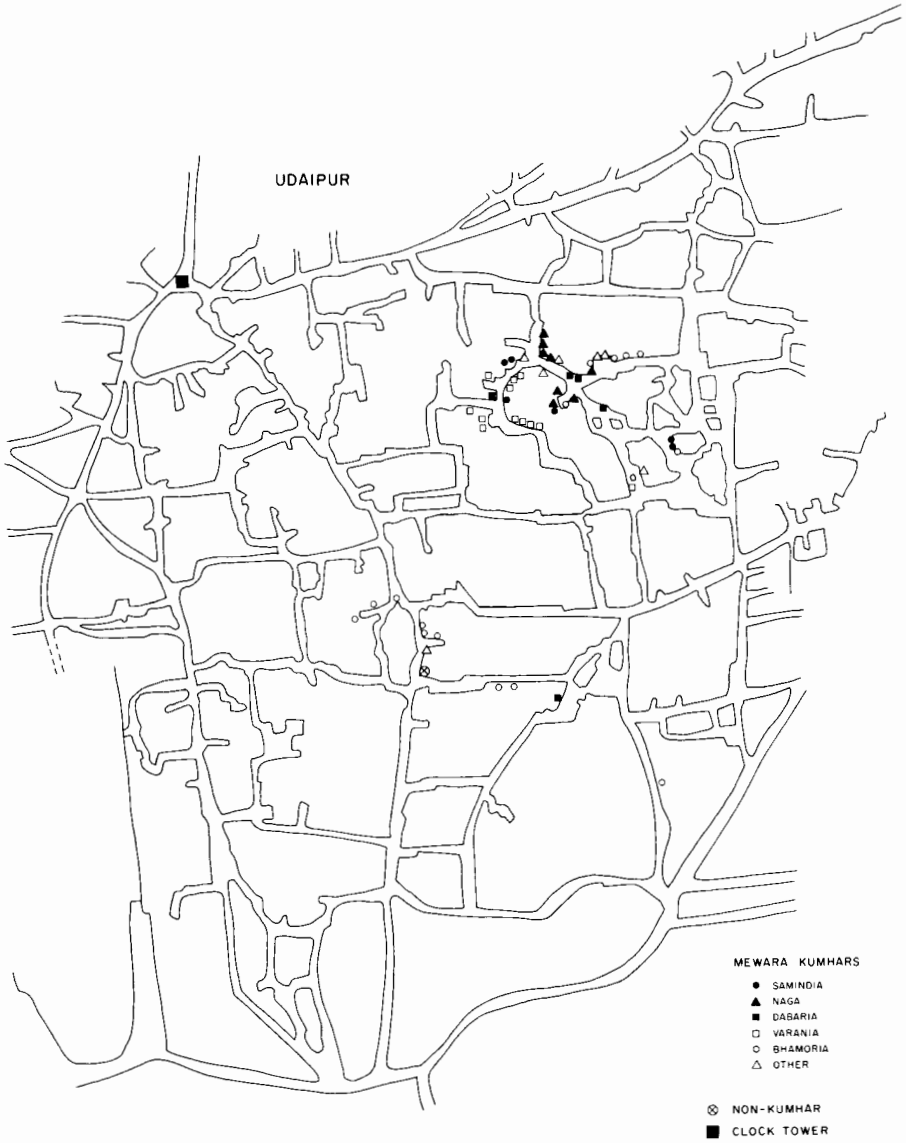 UDAIPUR
MEWARA KUMHARS
SAMINDIA
NAGA
DABARIA
VARANIA
BHAMORIA
OTHER
NON-KUMHAR
CLOCK TOWER